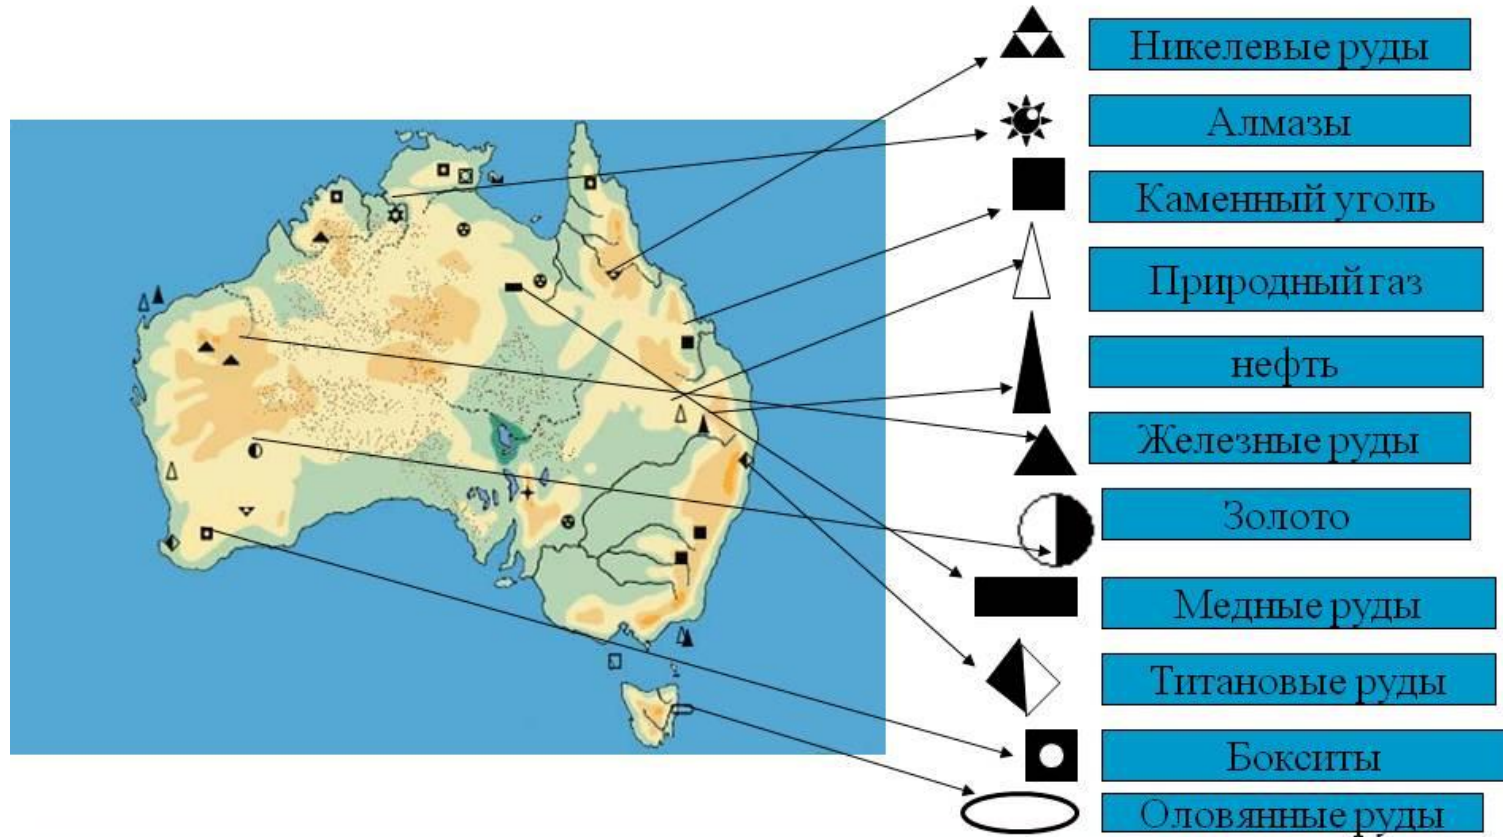 Никелевые руды
Алмазы
Каменный уголь
Природный газ
нефть
Железные руды
Золото
Медные руды
Титановые руды
Бокситы
Оловянные руды